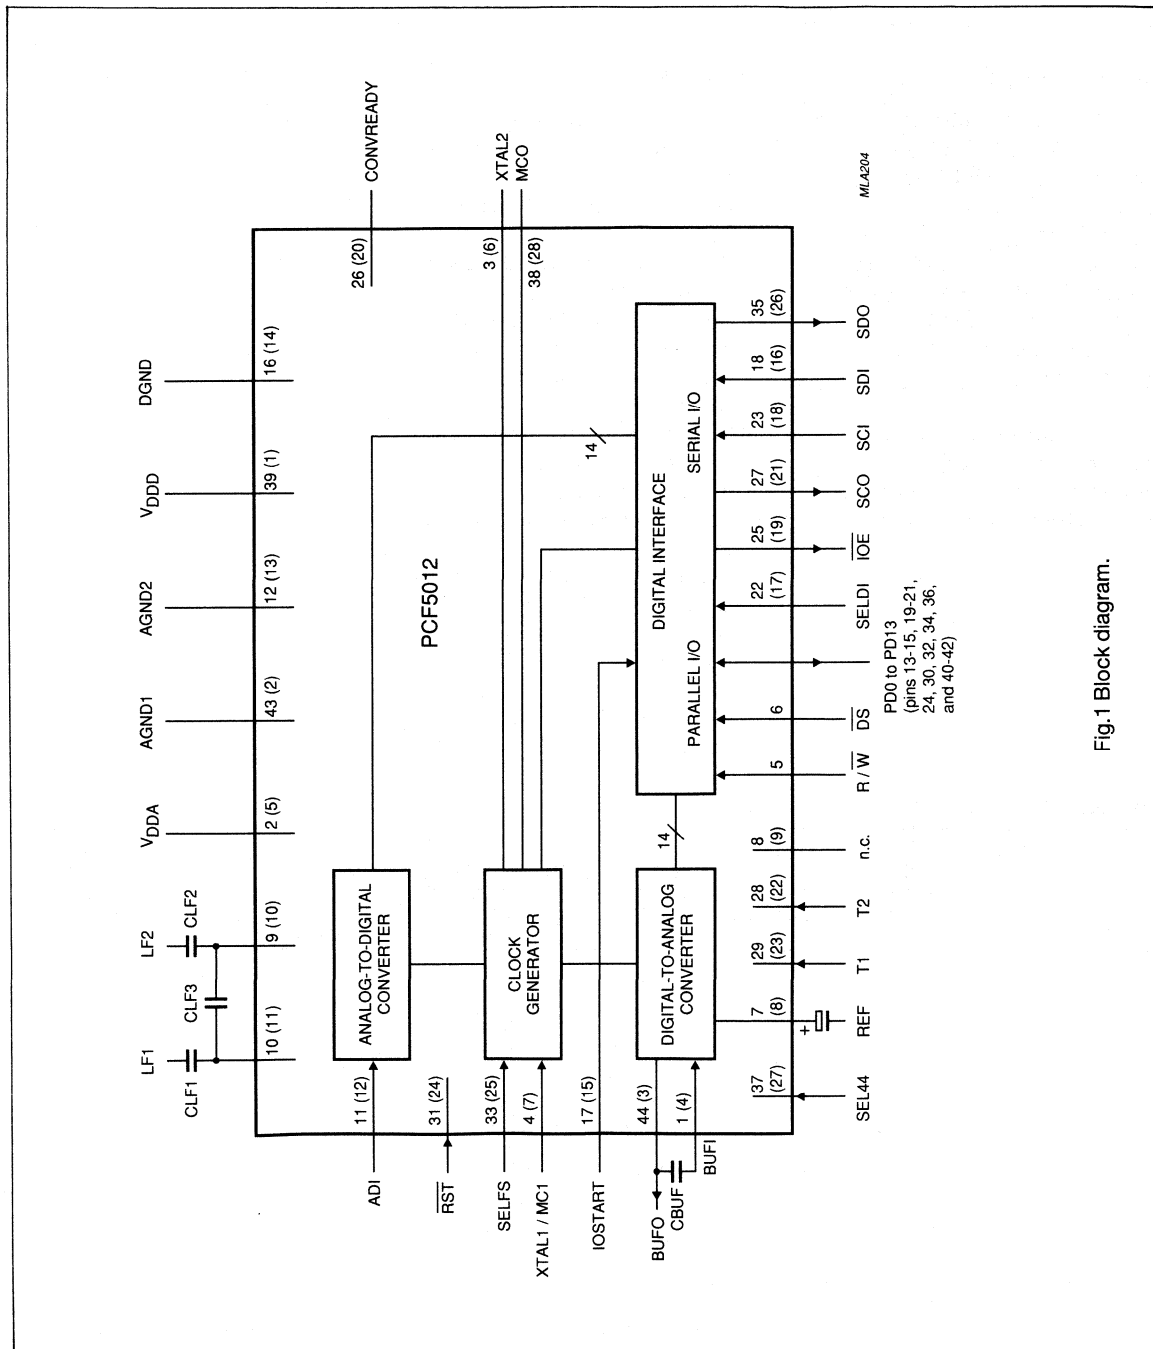 LF1
LF2
VDDA
AGND1
AGND2
VDDD
DGND
CLF1
CLF3
CLF2
10 (11)
9 (10)
2 (5)
43 (2)
12 (13)
39 (1)
16 (14)
26 (20)
CONVREADY
ADI
11 (12)
ANALOG-TO-DIGITAL
CONVERTER
PCF5012
RST
31 (24)
SELFS
33 (25)
XTAL1 / MC1
4 (7)
CLOCK
GENERATOR
3 (6)
XTAL2
38 (28)
MCO
14
IOSTART
17 (15)
BUFO
44 (3)
CBUF
1 (4)
BUFI
DIGITAL-TO-ANALOG
CONVERTER
14
DIGITAL INTERFACE
PARALLEL I/O
SERIAL I/O
37
(27)
7
(8)
29
(23)
28
(22)
8
(9)
5
6
22
(17)
25
(19)
27
(21)
23
(18)
18
(16)
35
(26)
+
SEL44
REF
T1
T2
n.c.
R / W
DS
PD0 to PD13
(pins 13-15, 19-21,
24, 30, 32, 34, 36,
and 40-42)
SELDI
IOE
SCO
SCI
SDI
SDO
MLA204
Fig.1 Block diagram.